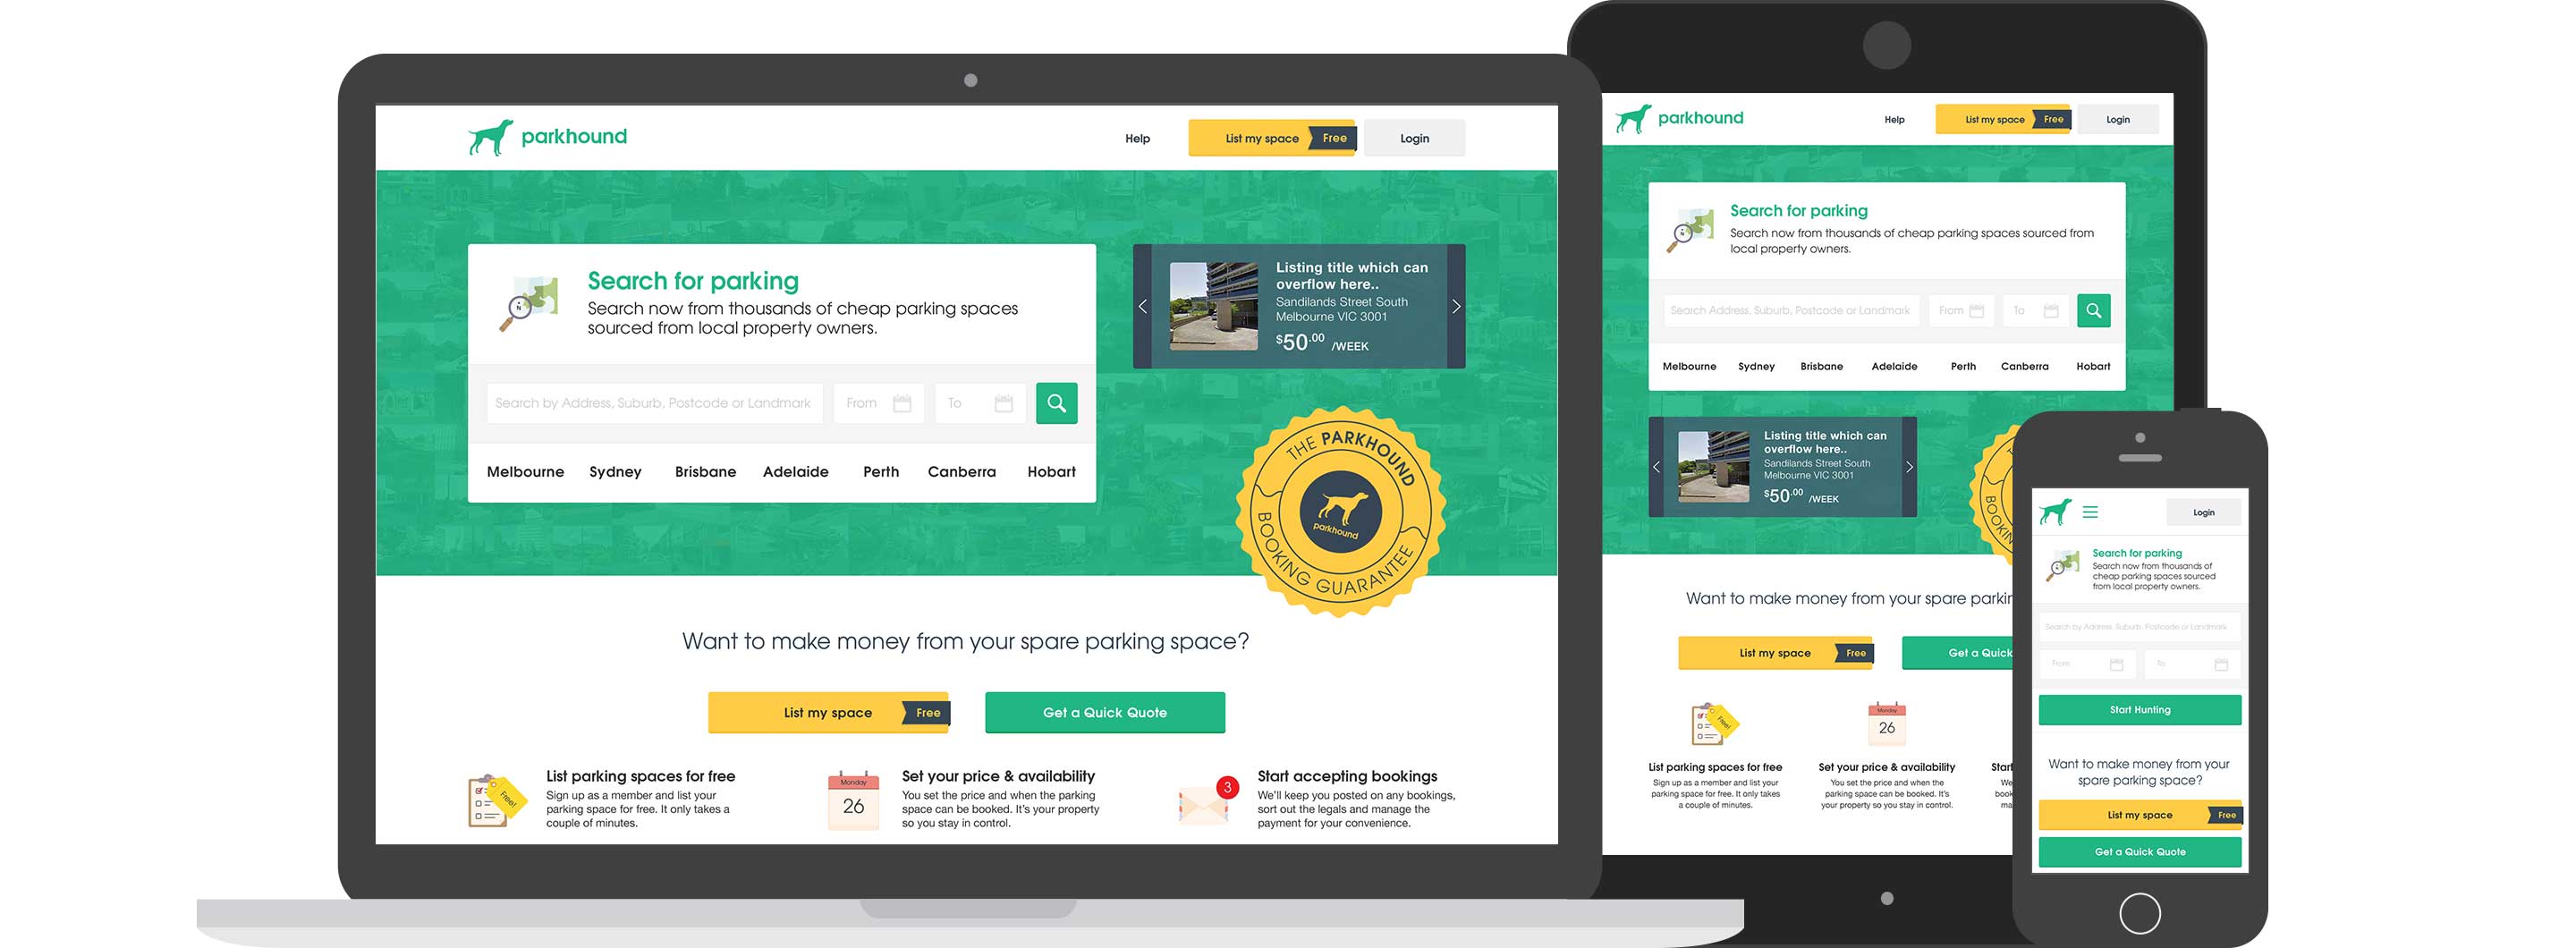 parkhound
Help
List my space
Free
Login
Search for parking
Search now from thousands of cheap parking spaces
sourced from local property owners.
Search by Address, Suburb, Postcode or Landmark
From
To
Melbourne Sydney Brisbane Adelaide Perth Canberra Hobart
Listing title which can
overflow here..
Sandilands Street South
Melbourne VIC 3001
$50.00 /WEEK
THE PARKHOUND
parkhound
BOOKING GUARANTEE
Want to make money from your spare parking space?
List my space
Free
Get a Quick Quote
Free!
List parking spaces for free
Sign up as a member and list your
parking space for free. It only takes a
couple of minutes.
Monday
26
Set your price & availability
You set the price and when the parking
space can be booked. It's your property
so you stay in control.
3
Start accepting bookings
We'll keep you posted on any bookings,
sort out the legals and manage the
payment for your convenience.
parkhound
Help
List my space
Free
Login
Search for parking
Search now from thousands of cheap parking spaces sourced from
local property owners.
Search Address, Suburb, Postcode or Landmark
From
To
Melbourne Sydney Brisbane Adelaide Perth Canberra Hobart
Listing title which can
overflow here..
Sandilands Street South
Melbourne VIC 3001
$50.00 /WEEK
BOOKIN
Want to make money from your spare parkin
List my space
Free
Get a Quick
Free!
List parking spaces for free
Sign up as a member and list your
parking space for free. It only takes
a couple of minutes.
Monday
26
Set your price & availability
You set the price and when the
parking space can be booked. It's
your property so you stay in control.
Start
We
book
ma
Login
Search for parking
Search now from thousands of
cheap parking spaces sourced
from local property owners.
Search by Address, Suburb, Postcode or Landmark
From
To
Start Hunting
Want to make money from your
spare parking space?
List my space
Free
Get a Quick Quote